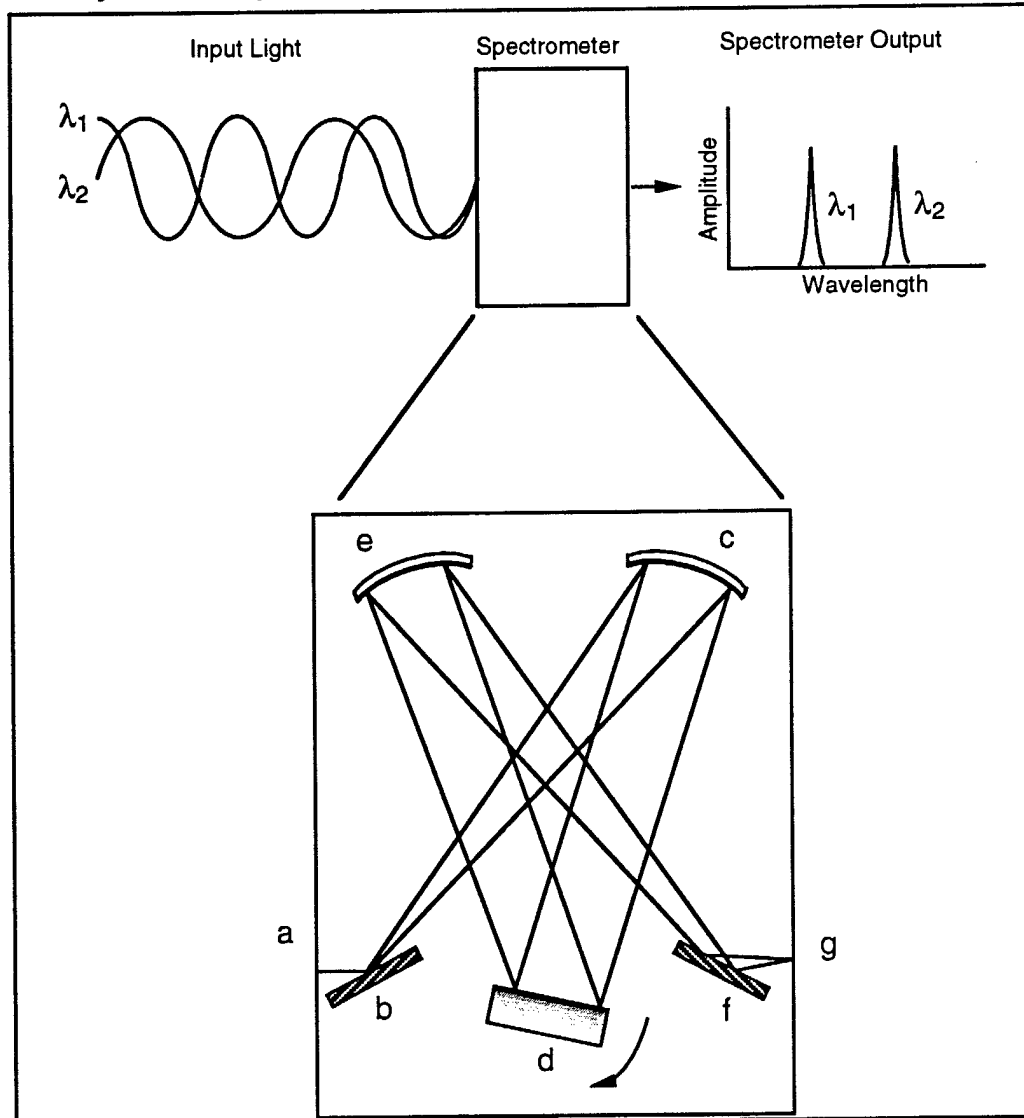 Input Light
Spectrometer
Spectrometer Output
λ1
λ2
Amplitude
λ1
λ2
Wavelength
e
c
a
g
b
f
d